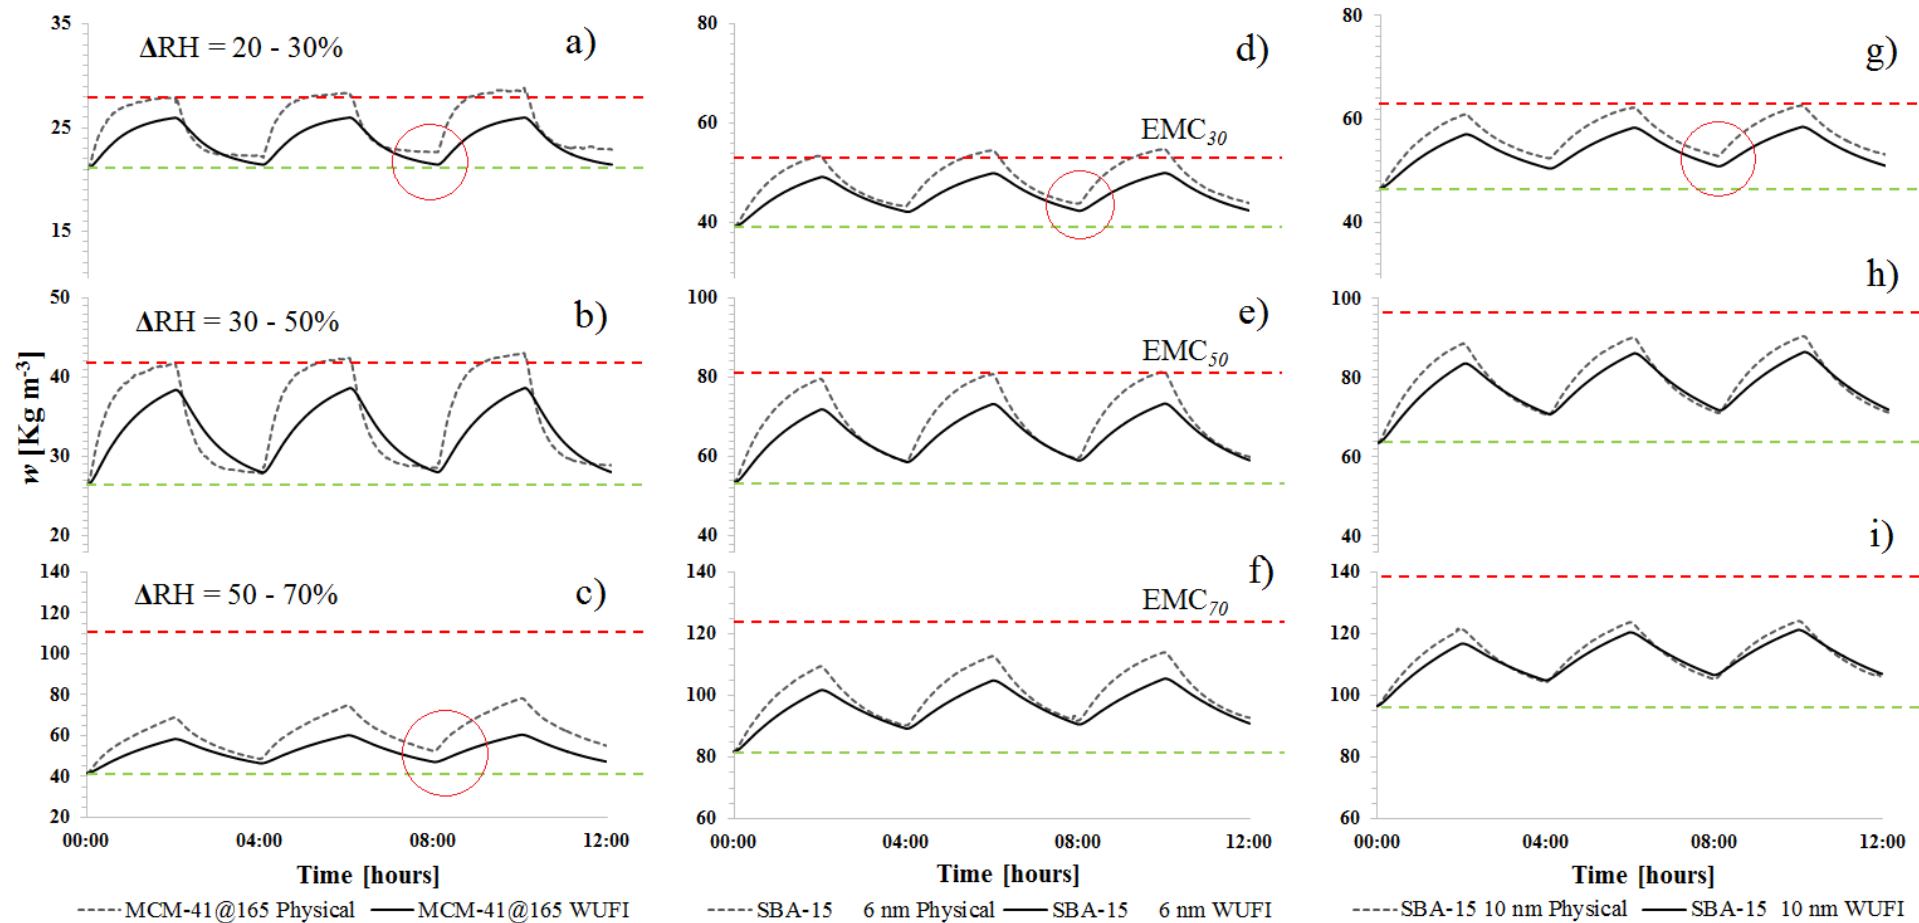 35
25
15
ΔRH = 20 - 30%
a)
80
60
40
d)
EMC30
80
60
40
g)
50
40
30
20
ΔRH = 30 - 50%
b)
100
80
60
40
e)
EMC50
100
80
60
40
h)
w [Kg m-3]
140
120
100
80
60
40
20
ΔRH = 50 - 70%
c)
140
120
100
80
60
f)
EMC70
140
120
100
80
60
i)
00:00 04:00 08:00 12:00
00:00 04:00 08:00 12:00
00:00 04:00 08:00 12:00
Time [hours]
Time [hours]
Time [hours]
MCM-41@165 Physical MCM-41@165 WUFI
SBA-15 6 nm Physical SBA-15 6 nm WUFI
SBA-15 10 nm Physical SBA-15 10 nm WUFI